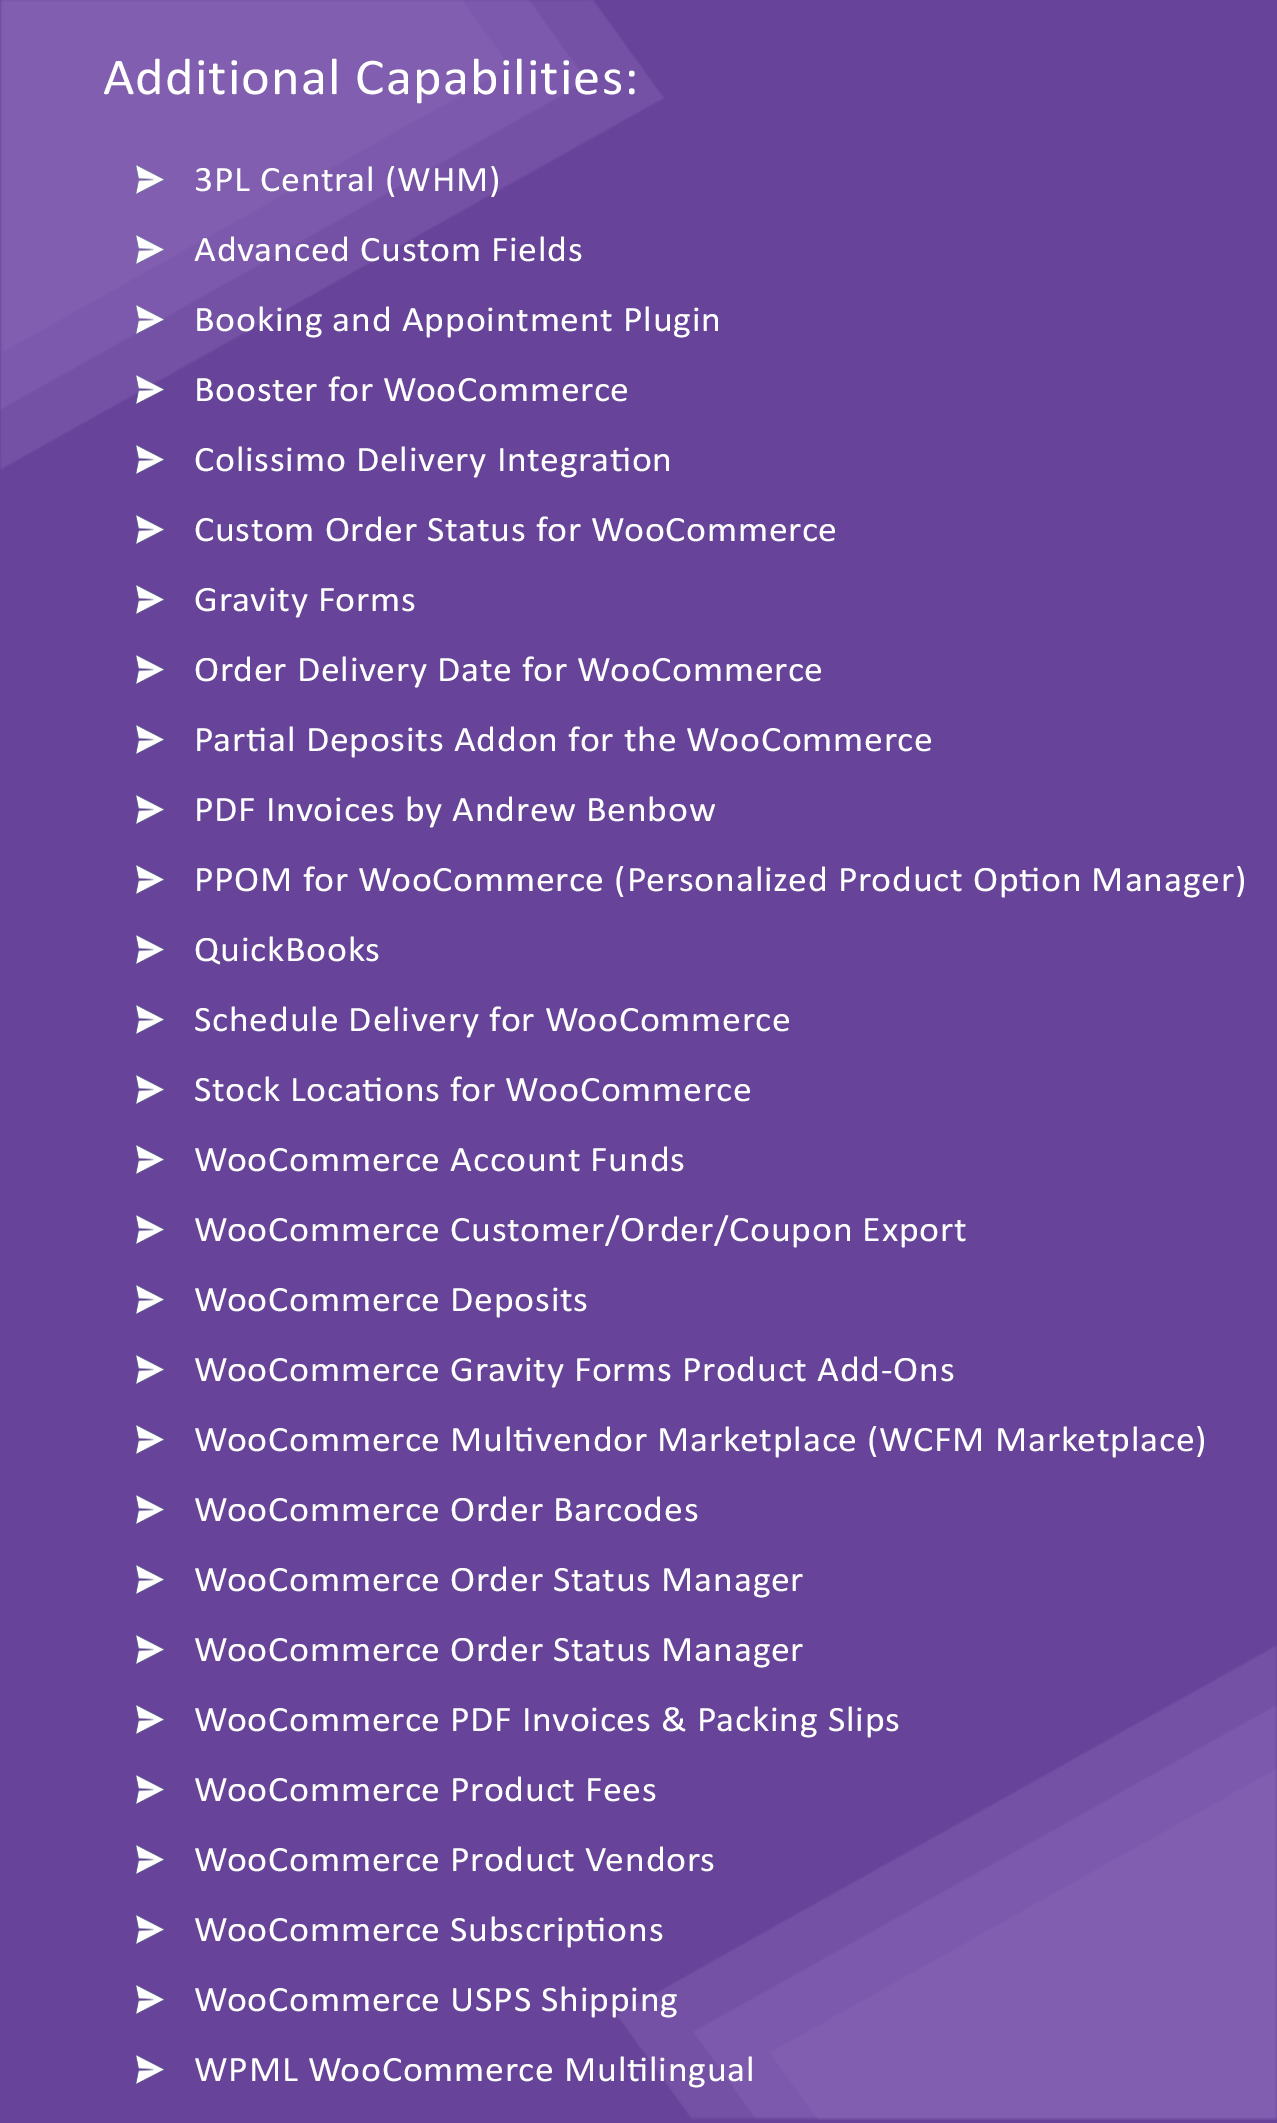 Additional Capabilities:
➤ 3PL Central (WHM)
➤ Advanced Custom Fields
➤ Booking and Appointment Plugin
➤ Booster for WooCommerce
➤ Colissimo Delivery Integration
➤ Custom Order Status for WooCommerce
➤ Gravity Forms
➤ Order Delivery Date for WooCommerce
➤ Partial Deposits Addon for the WooCommerce
➤ PDF Invoices by Andrew Benbow
➤ PPOM for WooCommerce (Personalized Product Option Manager)
➤ QuickBooks
➤ Schedule Delivery for WooCommerce
➤ Stock Locations for WooCommerce
➤ WooCommerce Account Funds
➤ WooCommerce Customer/Order/Coupon Export
➤ WooCommerce Deposits
➤ WooCommerce Gravity Forms Product Add-Ons
➤ WooCommerce Multivendor Marketplace (WCFM Marketplace)
➤ WooCommerce Order Barcodes
➤ WooCommerce Order Status Manager
➤ WooCommerce Order Status Manager
➤ WooCommerce PDF Invoices & Packing Slips
➤ WooCommerce Product Fees
➤ WooCommerce Product Vendors
➤ WooCommerce Subscriptions
➤ WooCommerce USPS Shipping
➤ WPML WooCommerce Multilingual